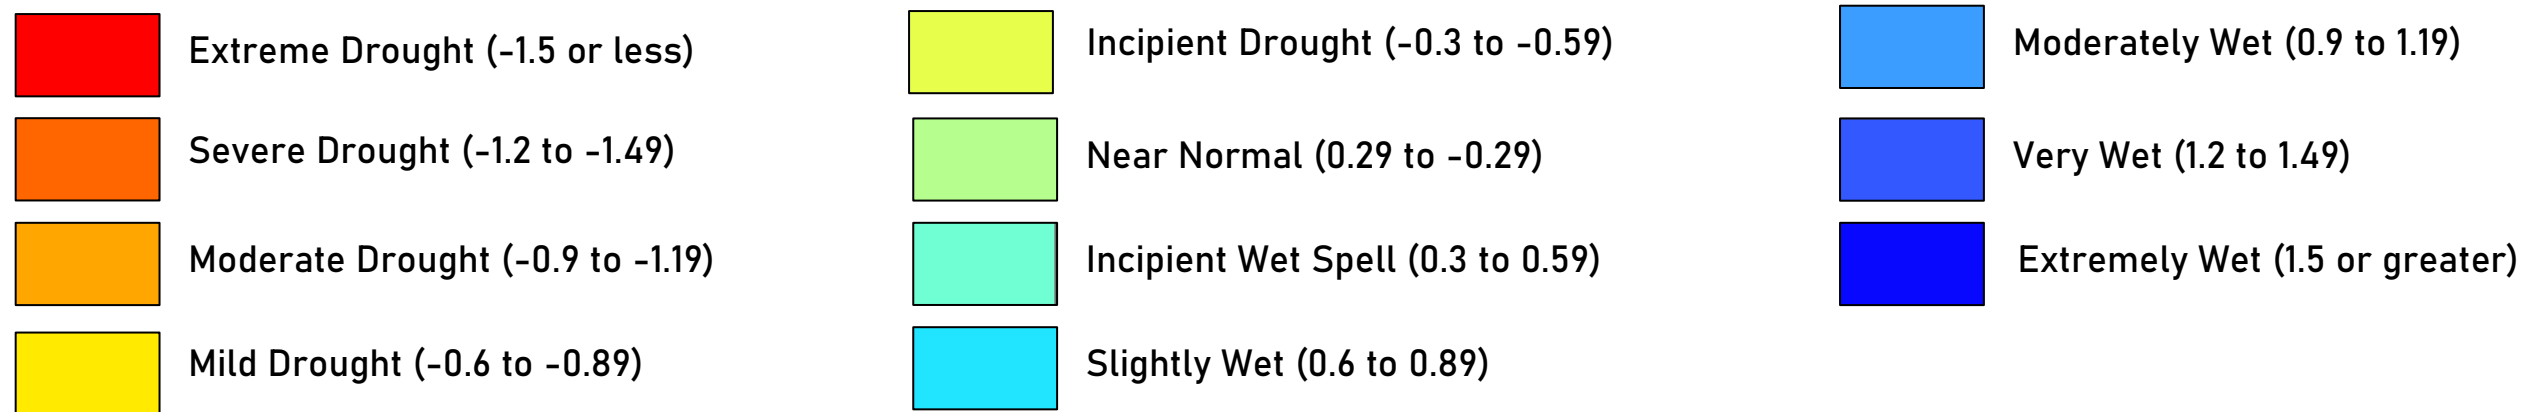 Extreme Drought (-1.5 or less)
Severe Drought (-1.2 to -1.49)
Moderate Drought (-0.9 to -1.19)
Mild Drought (-0.6 to -0.89)
Incipient Drought (-0.3 to -0.59)
Near Normal (0.29 to -0.29)
Incipient Wet Spell (0.3 to 0.59)
Slightly Wet (0.6 to 0.89)
Moderately Wet (0.9 to 1.19)
Very Wet (1.2 to 1.49)
Extremely Wet (1.5 or greater)